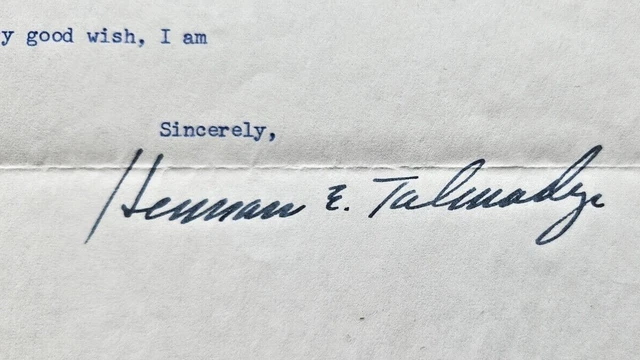 y good wish, I am
Sincerely,
Herman E. Talmadge